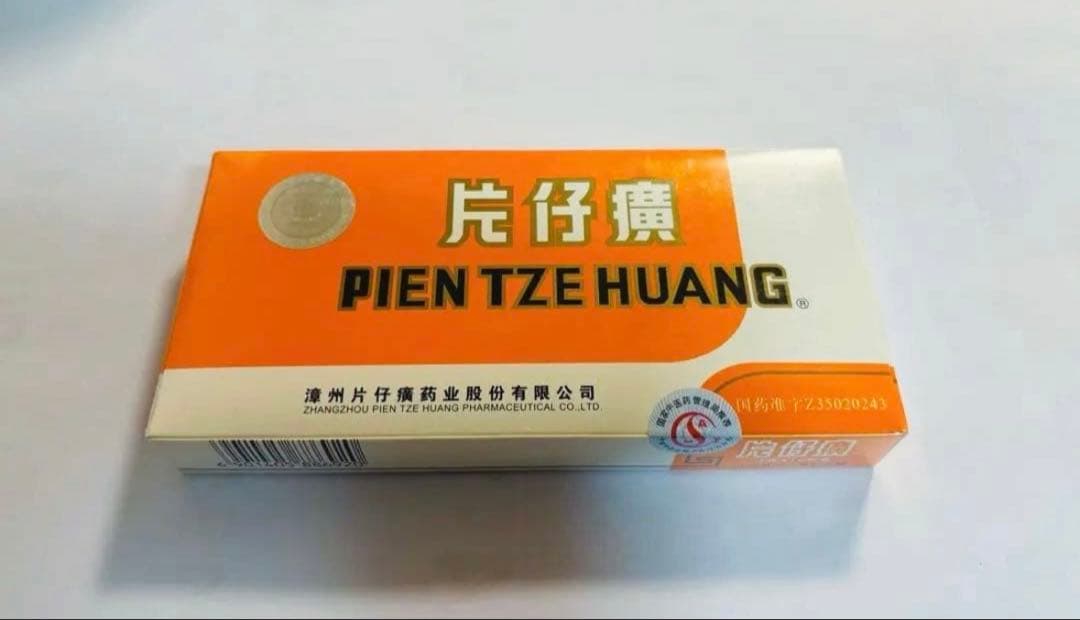 片仔癀
PIEN TZE HUANG®
漳州片仔癀药业股份有限公司
ZHANGZHOU PIEN TZE HUANG PHARMACEUTICAL CO.,LTD.
国药准字Z35020243
片仔癀